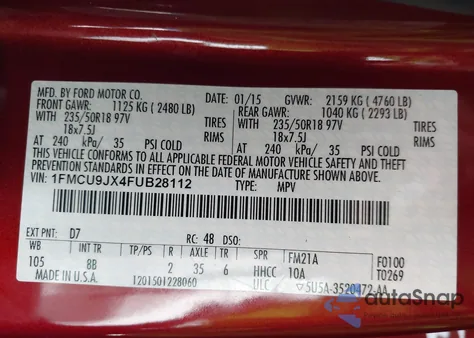 MFD. BY FORD MOTOR CO.
DATE: 01/15 GVWR: 2159 KG ( 4760 LB)
FRONT GAWR: 1125 KG ( 2480 LB) REAR GAWR: 1040 KG ( 2293 LB)
WITH 235/50R18 97V TIRES WITH 235/50R18 97V TIRES
18x7.5J RIMS 18x7.5J RIMS
AT 240 kPa/ 35 PSI COLD AT 240 kPa/ 35 PSI COLD
THIS VEHICLE CONFORMS TO ALL APPLICABLE FEDERAL MOTOR VEHICLE SAFETY AND THEFT
PREVENTION STANDARDS IN EFFECT ON THE DATE OF MANUFACTURE SHOWN ABOVE.
VIN: 1FMCU9JX4FUB28112
TYPE: MPV
EXT PNT: D7 RC: 48 DSO:
WB INT TR TP/PS R AXLE TR SPR FM21A F0100
105 8B 2 35 6 HHCC 10A T0269
MADE IN U.S.A. 1201501228060 ULC 5U5A-3520472-AA
autoSnap